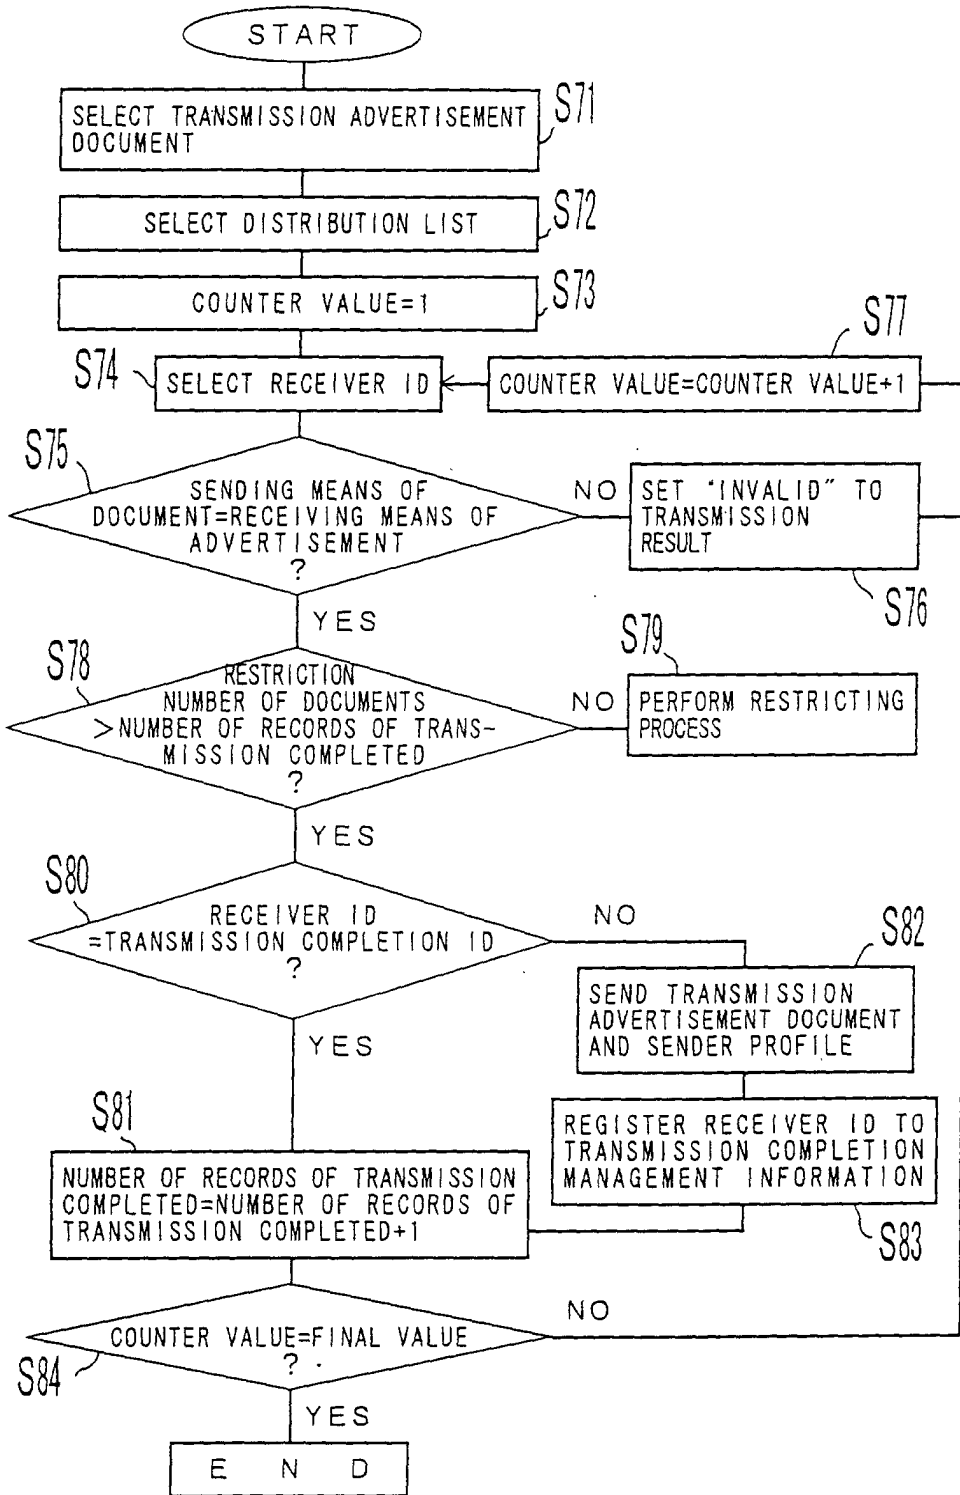 START
S71
SELECT TRANSMISSION ADVERTISEMENT
DOCUMENT
S72
SELECT DISTRIBUTION LIST
S73
COUNTER VALUE=1
S77
S74
SELECT RECEIVER ID
COUNTER VALUE=COUNTER VALUE+1
S75
SENDING MEANS OF
DOCUMENT=RECEIVING MEANS OF
ADVERTISEMENT
?
NO
SET "INVALID" TO
TRANSMISSION
RESULT
S76
YES
S78
RESTRICTION
NUMBER OF DOCUMENTS
>NUMBER OF RECORDS OF TRANS-
MISSION COMPLETED
?
NO
S79
PERFORM RESTRICTING
PROCESS
YES
S80
RECEIVER ID
=TRANSMISSION COMPLETION ID
?
NO
S82
SEND TRANSMISSION
ADVERTISEMENT DOCUMENT
AND SENDER PROFILE
YES
REGISTER RECEIVER ID TO
TRANSMISSION COMPLETION
MANAGEMENT INFORMATION
S83
S81
NUMBER OF RECORDS OF TRANSMISSION
COMPLETED=NUMBER OF RECORDS OF
TRANSMISSION COMPLETED+1
COUNTER VALUE=FINAL VALUE
?
NO
S84
YES
E N D